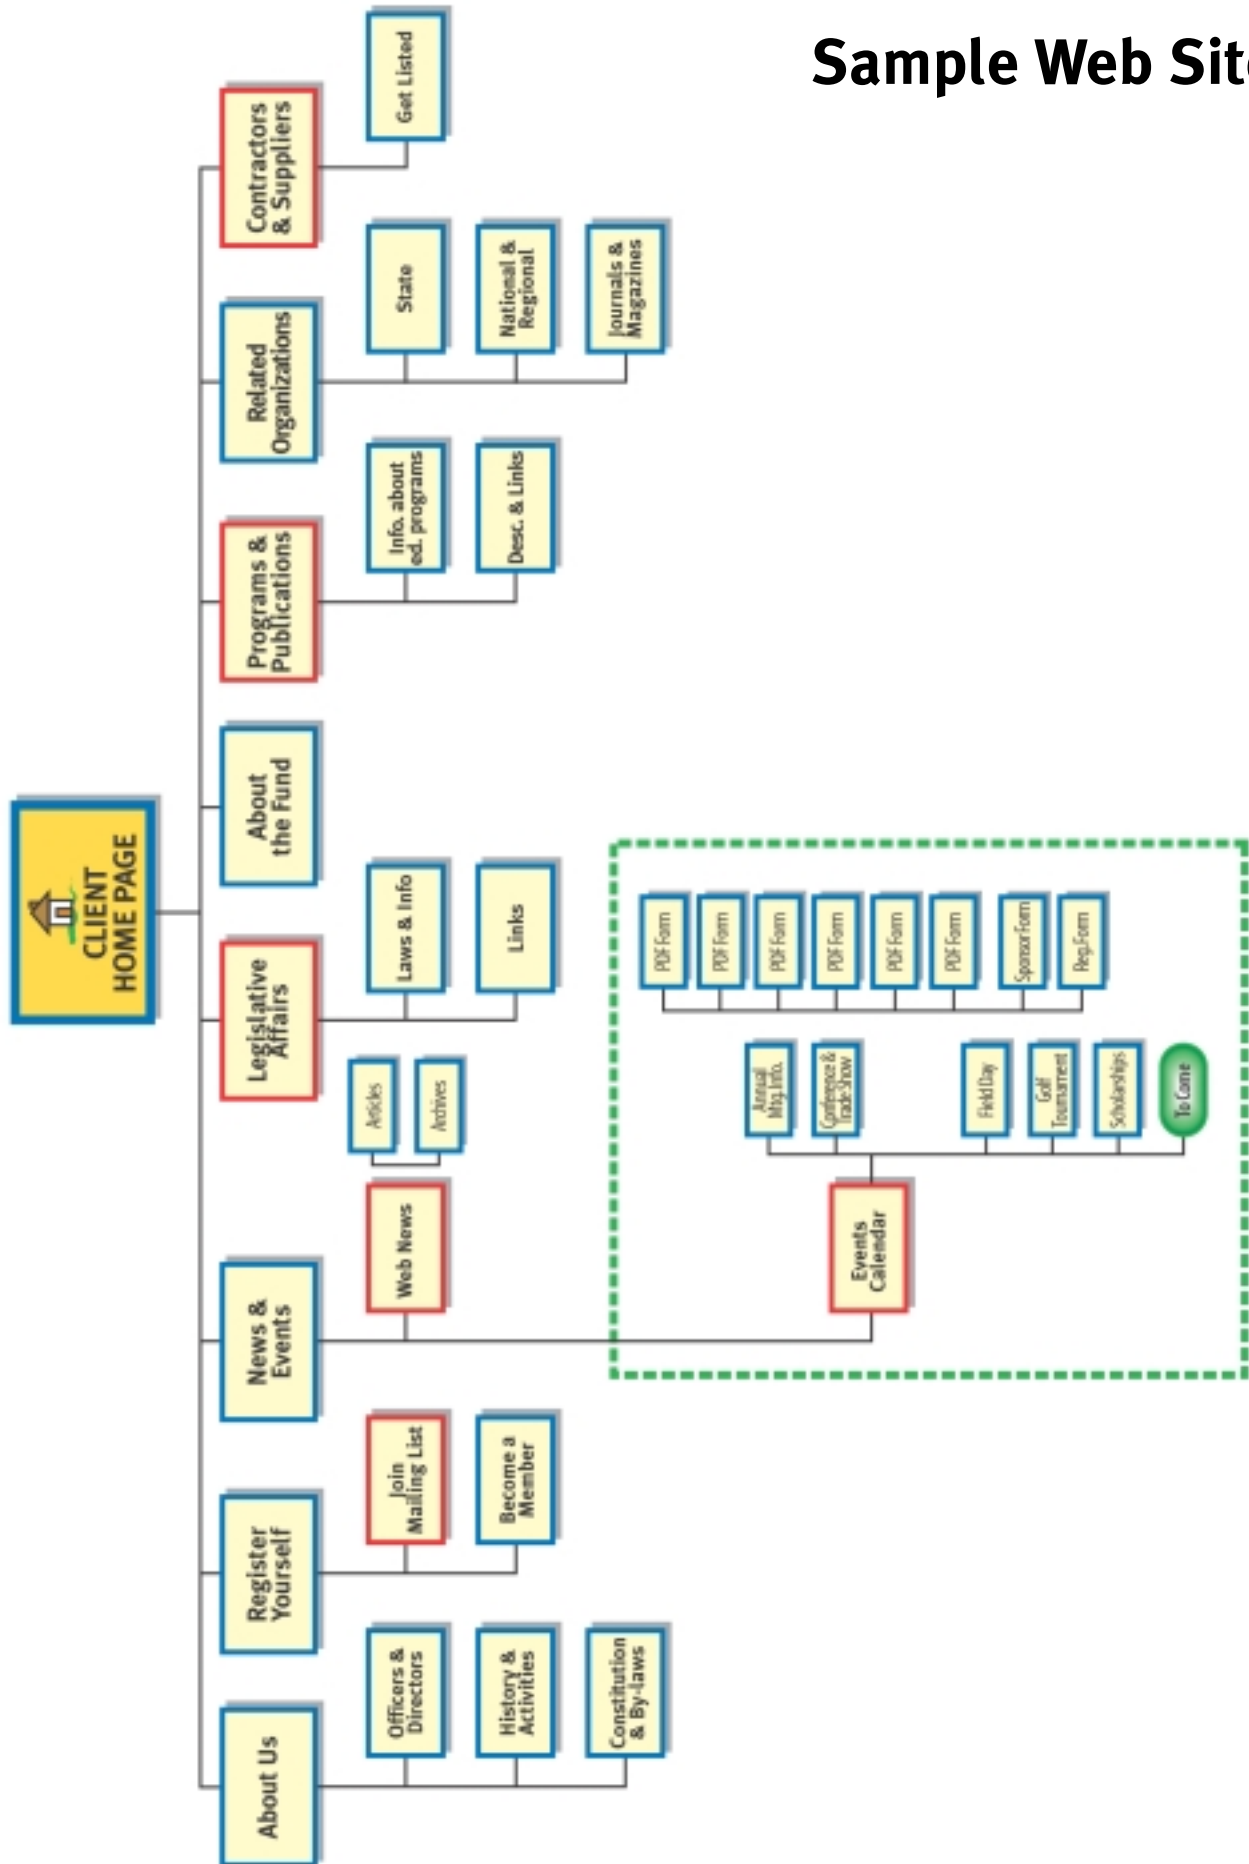 Sample Web Sit
CLIENT
HOME PAGE
About Us
Officers &
Directors
History &
Activities
Constitution
& By-laws
Register
Yourself
Join
Mailing List
Become a
Member
News &
Events
Web News
Articles
Archives
Events
Calendar
Annual
Mtg. Info.
Conference &
Trade Show
Field Day
Golf
Tournament
Scholarships
To Come
PDF Form
PDF Form
PDF Form
PDF Form
PDF Form
PDF Form
Sponsor Form
Reg. Form
Legislative
Affairs
Laws & Info
Links
About
the Fund
Programs &
Publications
Info. about
ed. programs
Desc. & Links
Related
Organizations
State
National &
Regional
Journals &
Magazines
Contractors
& Suppliers
Get Listed